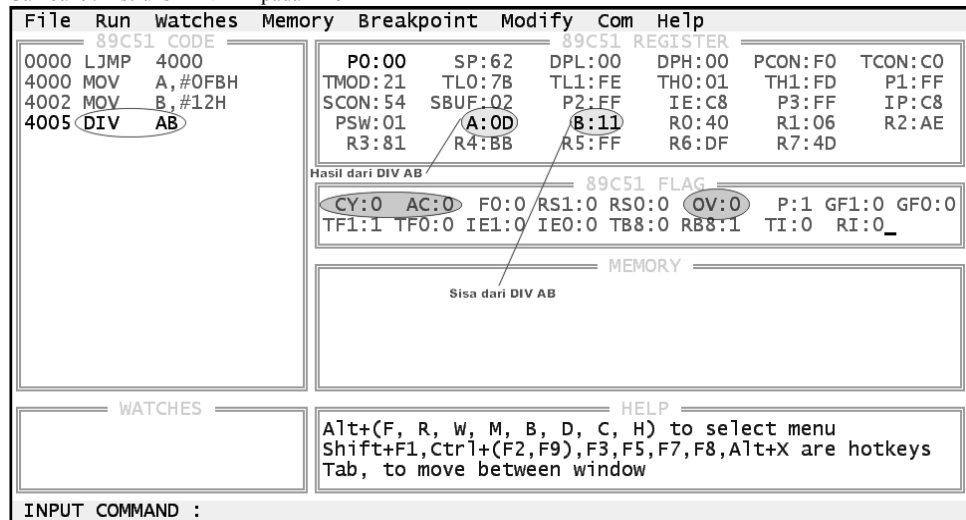 File Run Watches Memory Breakpoint Modify Com Help
89C51 CODE
0000 LJMP 4000
4000 MOV A,#0FBH
4002 MOV B,#12H
4005 DIV AB
89C51 REGISTER
P0:00 SP:62 DPL:00 DPH:00 PCON:F0 TCON:C0
TMOD:21 TL0:7B TL1:FE TH0:01 TH1:FD P1:FF
SCON:54 SBUF:02 P2:FF IE:C8 P3:FF IP:C8
PSW:01 A:0D B:11 R0:40 R1:06 R2:AE
R3:81 R4:BB R5:FF R6:DF R7:4D
Hasil dari DIV AB
89C51 FLAG
CY:0 AC:0 F0:0 RS1:0 RS0:0 OV:0 P:1 GF1:0 GF0:0
TF1:1 TF0:0 IE1:0 IE0:0 TB8:0 RB8:1 TI:0 RI:0_
MEMORY
Sisa dari DIV AB
WATCHES
HELP
Alt+(F, R, W, M, B, D, C, H) to select menu
Shift+F1,Ctrl+(F2,F9),F3,F5,F7,F8,Alt+X are hotkeys
Tab, to move between window
INPUT COMMAND :